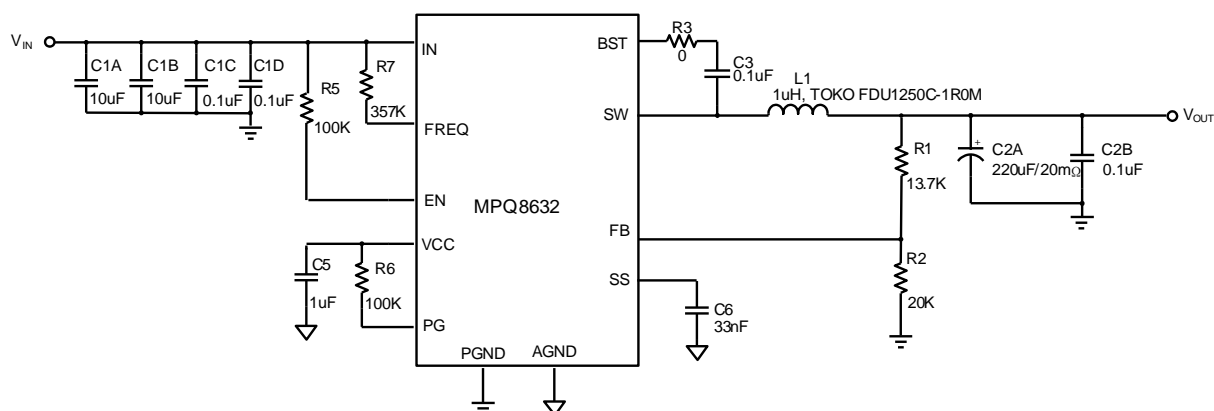 V_IN
C1A
10uF
C1B
10uF
C1C
0.1uF
C1D
0.1uF
R5
100K
R7
357K
IN
FREQ
EN
VCC
PG
C5
1uF
R6
100K
MPQ8632
PGND
AGND
BST
SW
FB
SS
R3
0
C3
0.1uF
L1
1uH, TOKO FDU1250C-1R0M
R1
13.7K
R2
20K
C6
33nF
+
C2A
220uF/20mΩ
C2B
0.1uF
V_OUT